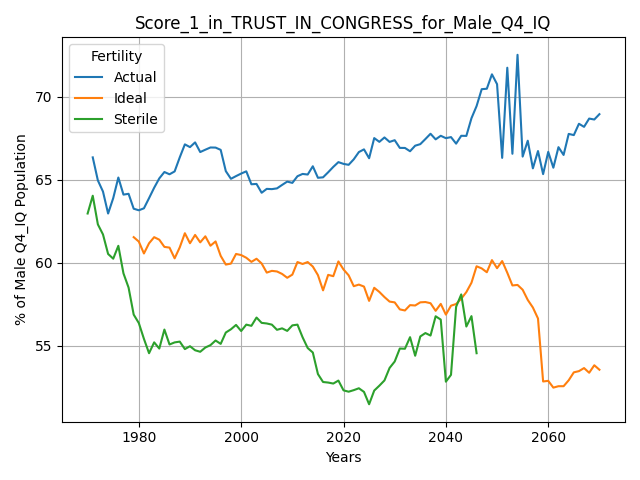 Score_1_in_TRUST_IN_CONGRESS_for_Male_Q4_IQ
Fertility
Actual
Ideal
Sterile
% of Male Q4_IQ Population
70
65
60
55
1980
2000
2020
2040
2060
Years